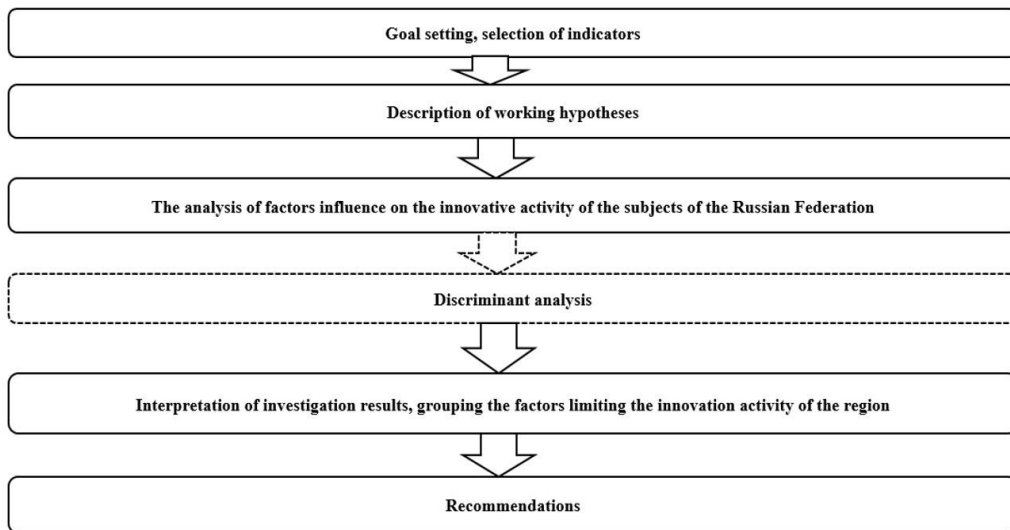 Goal setting, selection of indicators
Description of working hypotheses
The analysis of factors influence on the innovative activity of the subjects of the Russian Federation
Discriminant analysis
Interpretation of investigation results, grouping the factors limiting the innovation activity of the region
Recommendations